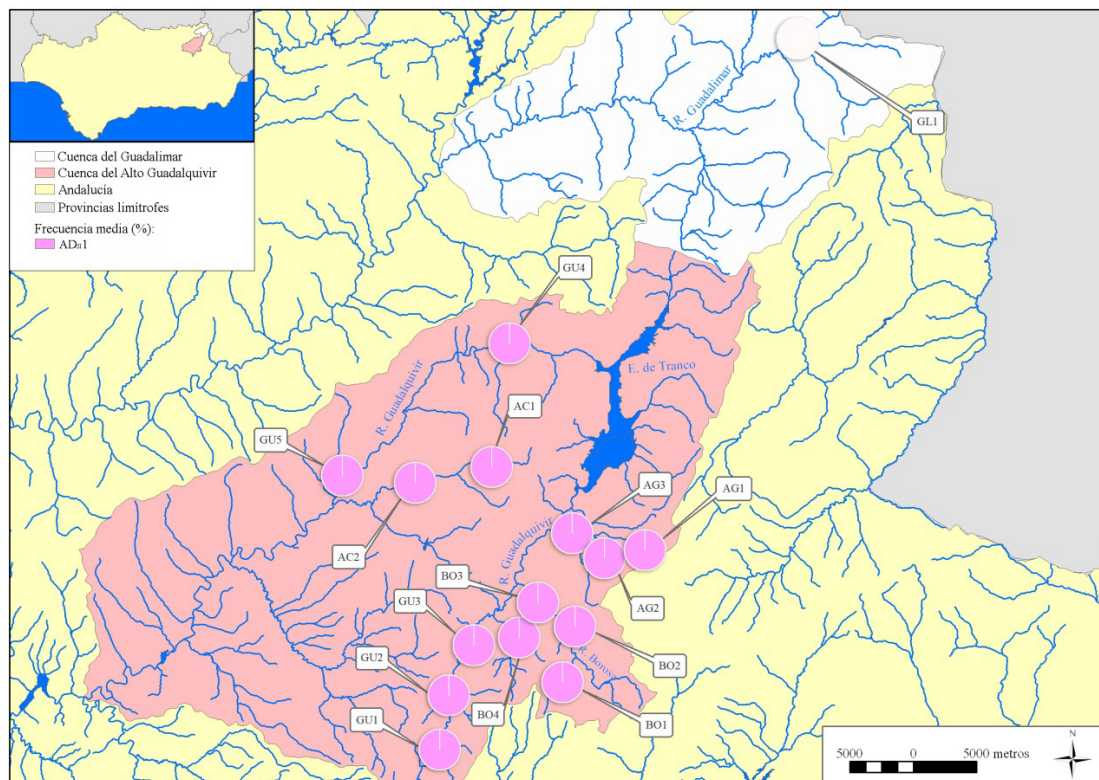 Cuenca del Guadalimar
Cuenca del Alto Guadalquivir
Andalucía
Provincias limítrofes
Frecuencia media (%):
ADn1
R. Guadalimar
GL1
GU4
R. Guadalquivir
E. de Tranco
AC1
GU5
AG3
AG1
AC2
R. Guadalquivir
BO3
AG2
GU3
GU2
R. Borosa
BO2
BO4
GU1
BO1
N
5000 0 5000 metros